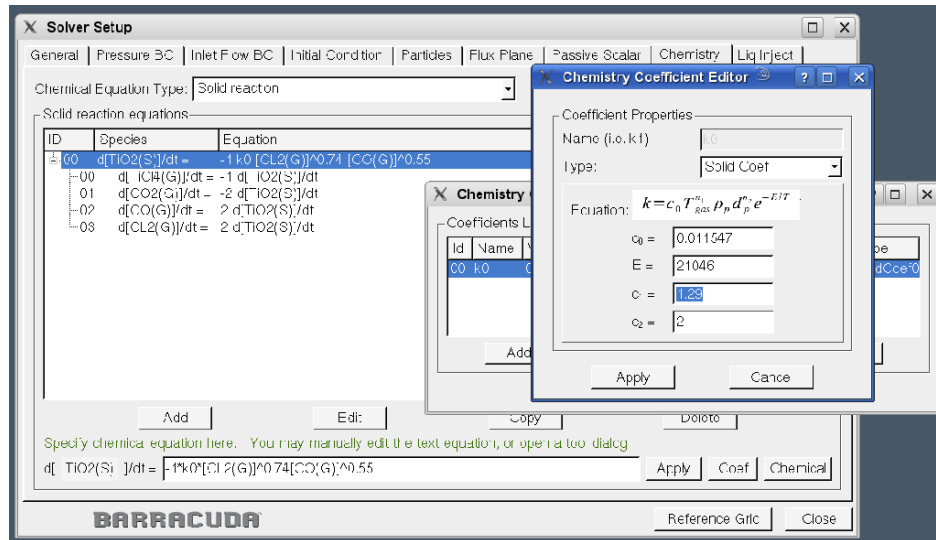 X Solver Setup
General Pressure BC Inlet Flow BC Initial Condition Particles Flux Plane Passive Scalar Chemistry Liq Inject
Chemical Equation Type: Solid reaction
Solid reaction equations
ID Species Equation
00 d[TiO2(S)]/dt = -1 k0 [CL2(G)]^0.74 [CO(G)]^0.55
00 d[TiCl4(G)]/dt = -1 d[TiO2(S)]/dt
01 d[CO2(G)]/dt = -2 d[TiO2(S)]/dt
02 d[CO(G)]/dt = 2 d[TiO2(S)]/dt
03 d[CL2(G)]/dt = 2 d[TiO2(S)]/dt
Add Edit Copy Delete
Specify chemical equation here. You may manually edit the text equation, or open a tool dialog
d[ TiO2(S) ]/dt = -1*k0*[CL2(G)]^0.74[CO(G)]^0.55 Apply Coef Chemical
BARRACUDA Reference Grid Close
X Chemistry
Coefficients L
Id Name
00 k0
Add
X Chemistry Coefficient Editor ? X
Coefficient Properties
Name (i.e. k1) k0
Type: Solid Coef
Equation: k=c₀ T_gas^n₁ ρ_p d_p^n₂ e^-E/T
c₀ = 0.011547
E = 21046
c₁ = 1.29
c₂ = 2
Apply Cancel